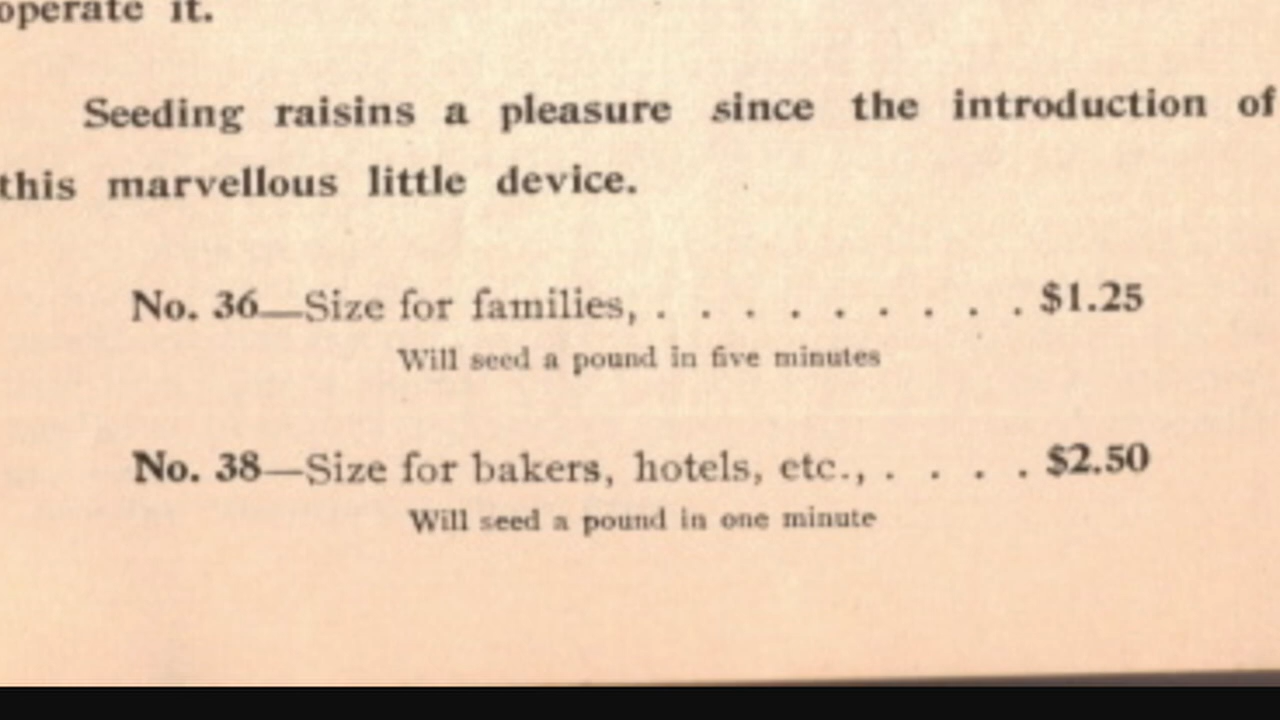 operate it.
Seeding raisins a pleasure since the introduction of
this marvellous little device.
No. 36—Size for families, . . . . . . . . . $1.25
Will seed a pound in five minutes
No. 38—Size for bakers, hotels, etc., . . . . $2.50
Will seed a pound in one minute